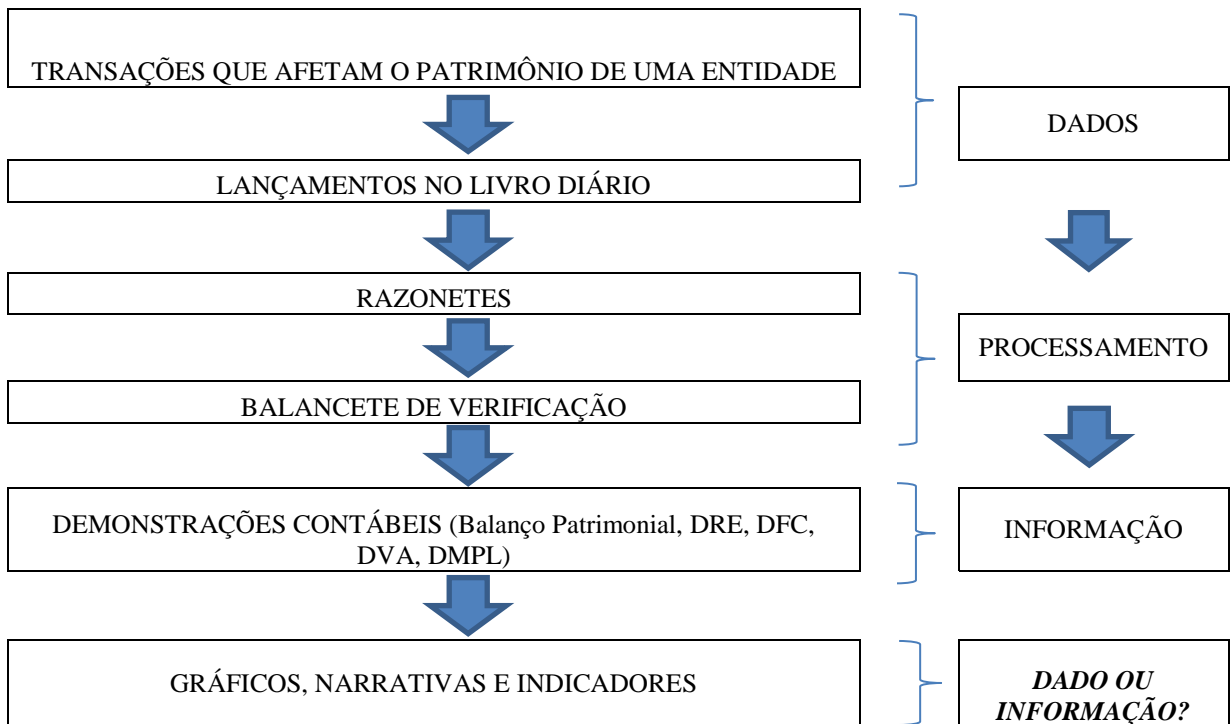 TRANSAÇÕES QUE AFETAM O PATRIMÔNIO DE UMA ENTIDADE
DADOS
LANÇAMENTOS NO LIVRO DIÁRIO
RAZONETES
PROCESSAMENTO
BALANCETE DE VERIFICAÇÃO
DEMONSTRAÇÕES CONTÁBEIS (Balanço Patrimonial, DRE, DFC,
DVA, DMPL)
INFORMAÇÃO
GRÁFICOS, NARRATIVAS E INDICADORES
DADO OU
INFORMAÇÃO?